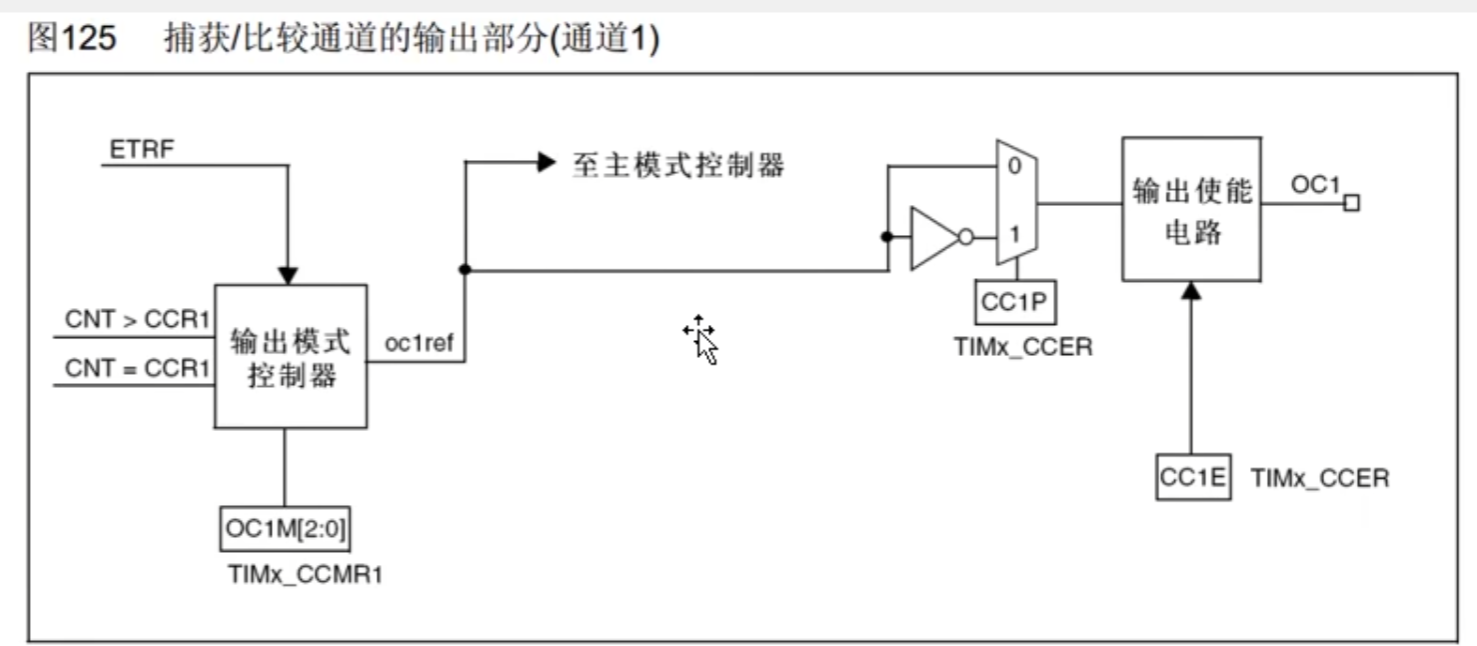 图125 捕获/比较通道的输出部分(通道1)
ETRF
至主模式控制器
0
1
输出使能
电路
OC1
CNT > CCR1
CNT = CCR1
输出模式
控制器
oc1ref
CC1P
TIMx_CCER
CC1E
TIMx_CCER
OC1M[2:0]
TIMx_CCMR1